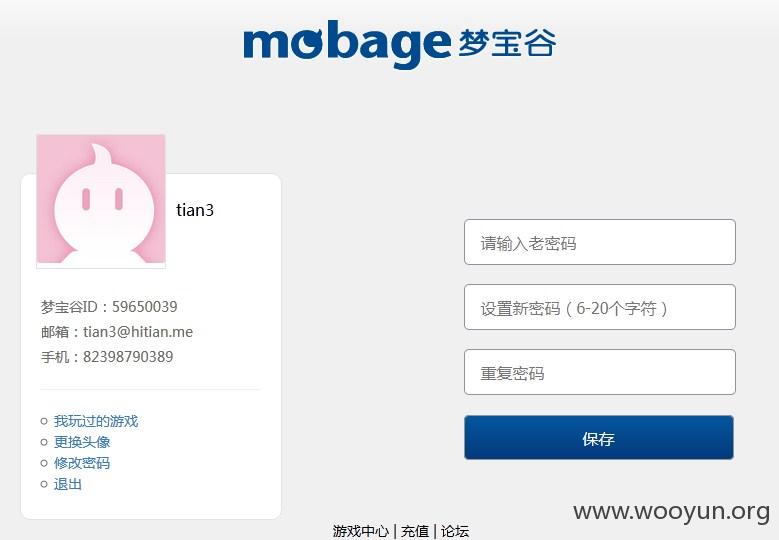 mobage 梦宝谷
tian3
梦宝谷ID：59650039
邮箱：tian3@hitian.me
手机：82398790389
我玩过的游戏
更换头像
修改密码
退出
请输入老密码
设置新密码（6-20个字符）
重复密码
保存
www.wooyun.org
游戏中心 | 充值 | 论坛